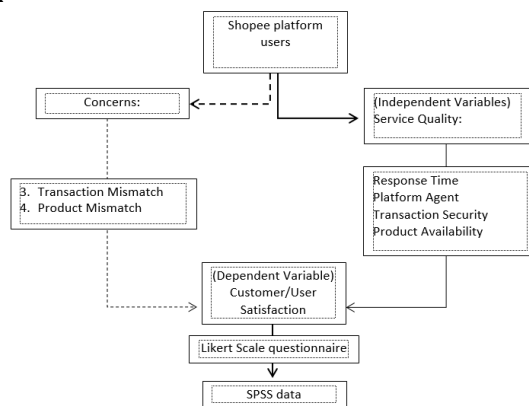 Shopee platform
users
Concerns:
(Independent Variables)
Service Quality:
3. Transaction Mismatch
4. Product Mismatch
Response Time
Platform Agent
Transaction Security
Product Availability
(Dependent Variable)
Customer/User
Satisfaction
Likert Scale questionnaire
SPSS data